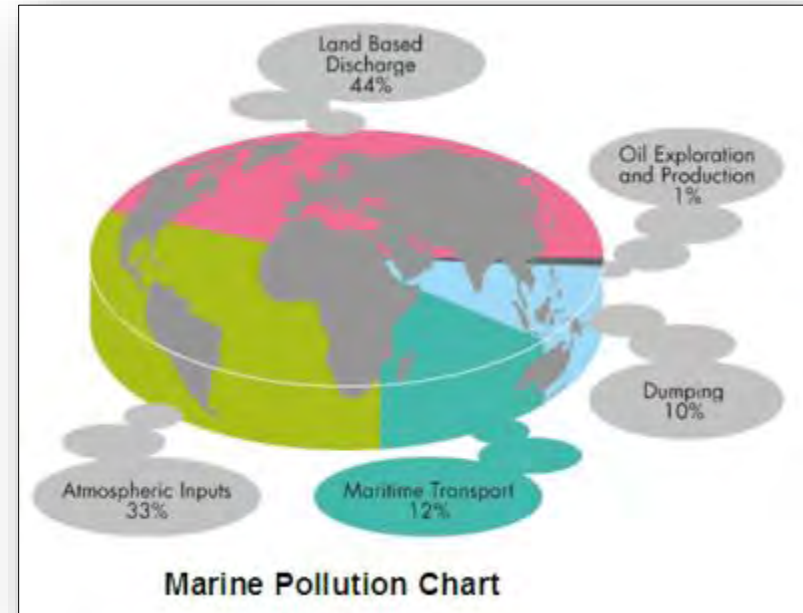 Land Based
Discharge
44%
Oil Exploration
and Production
1%
Dumping
10%
Atmospheric Inputs
33%
Maritime Transport
12%
Marine Pollution Chart